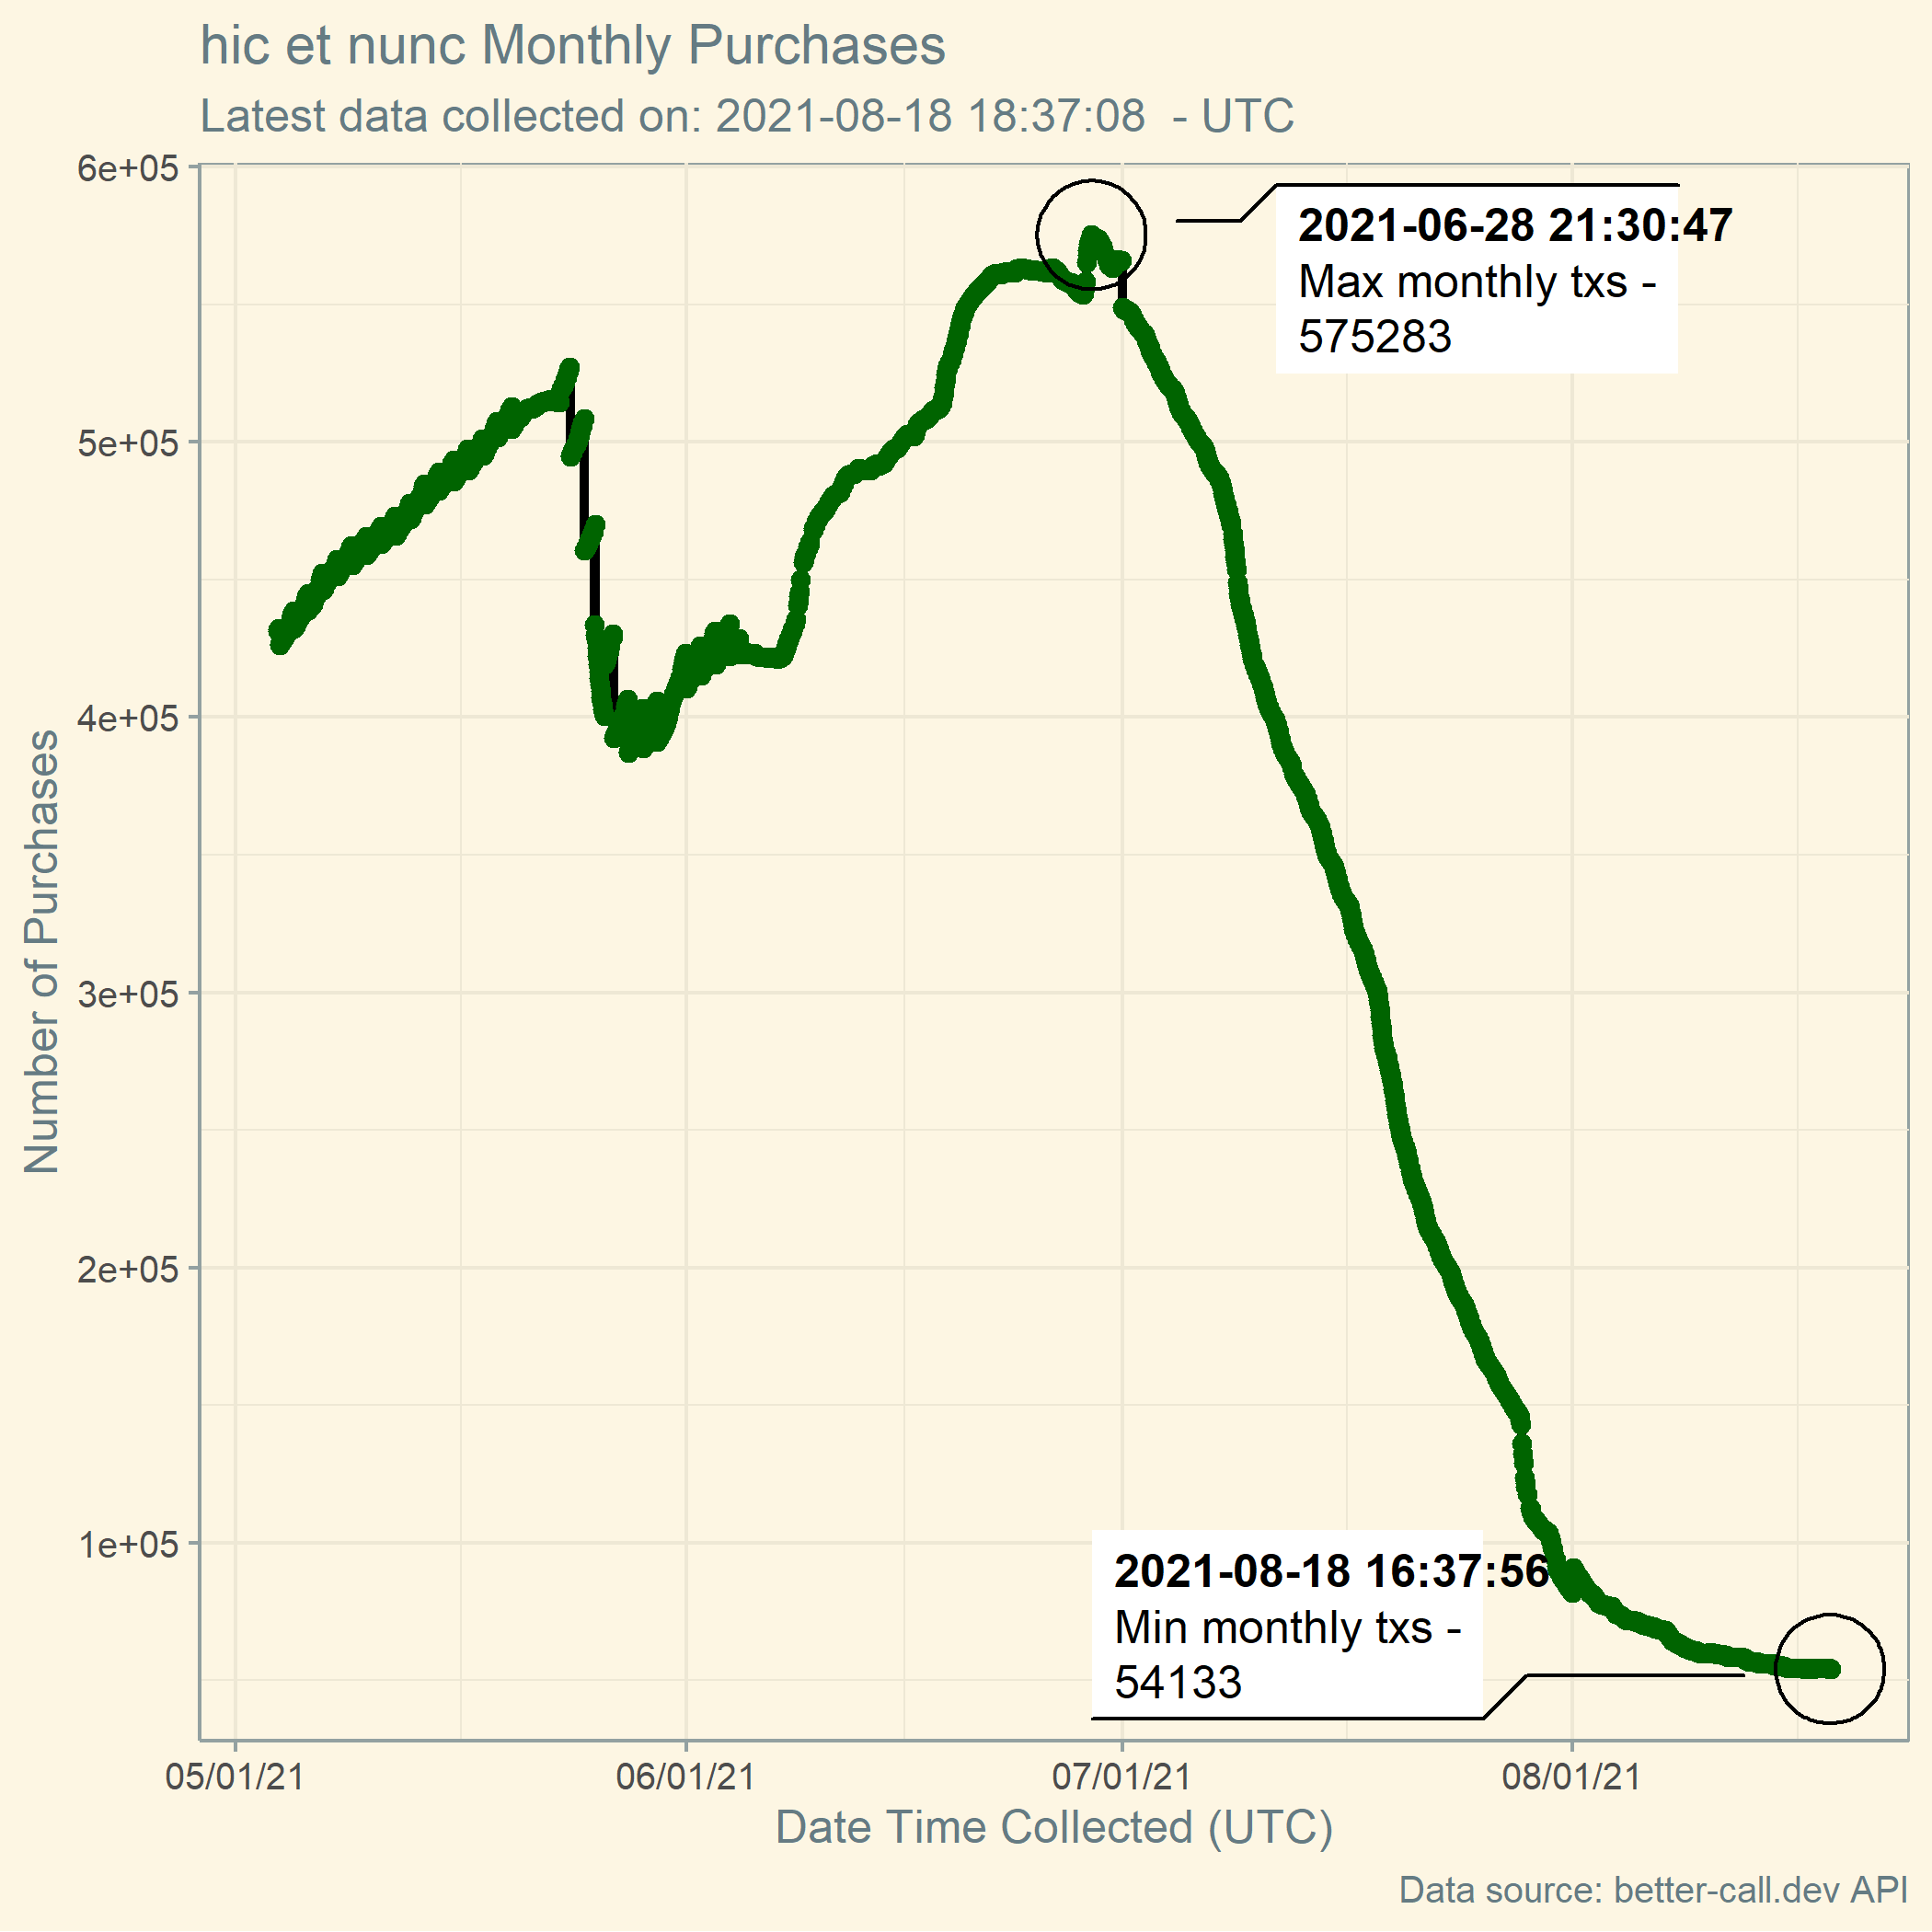 hic et nunc Monthly Purchases
Latest data collected on: 2021-08-18 18:37:08  - UTC
6e+05
5e+05
4e+05
3e+05
2e+05
1e+05
Number of Purchases
2021-06-28 21:30:47
Max monthly txs -
575283
2021-08-18 16:37:56
Min monthly txs -
54133
05/01/21
06/01/21
07/01/21
08/01/21
Date Time Collected (UTC)
Data source: better-call.dev API